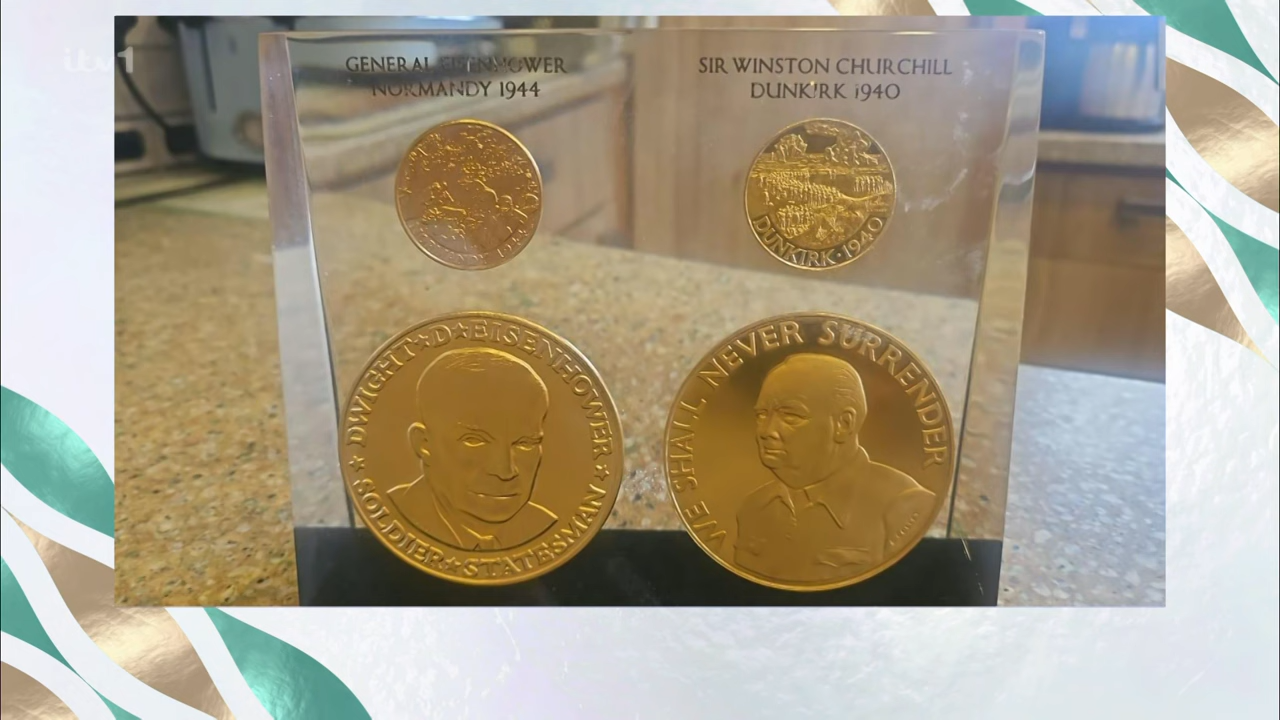 itv1
GENERAL EISENHOWER
NORMANDY 1944
SIR WINSTON CHURCHILL
DUNKIRK 1940
DUNKIRK · 1940
★ DWIGHT ★ D ★ EISENHOWER ★
SOLDIER ★ STATESMAN
WE SHALL NEVER SURRENDER